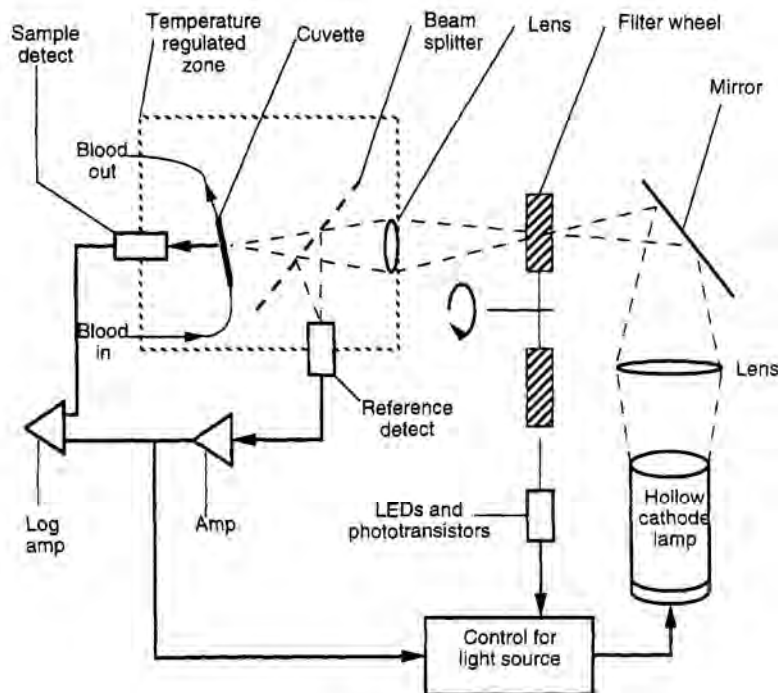 Sample
detect
Temperature
regulated
zone
Cuvette
Beam
splitter
Lens
Filter wheel
Mirror
Blood
out
Blood
in
Reference
detect
Lens
Log
amp
Amp
LEDs and
phototransistors
Hollow
cathode
lamp
Control for
light source